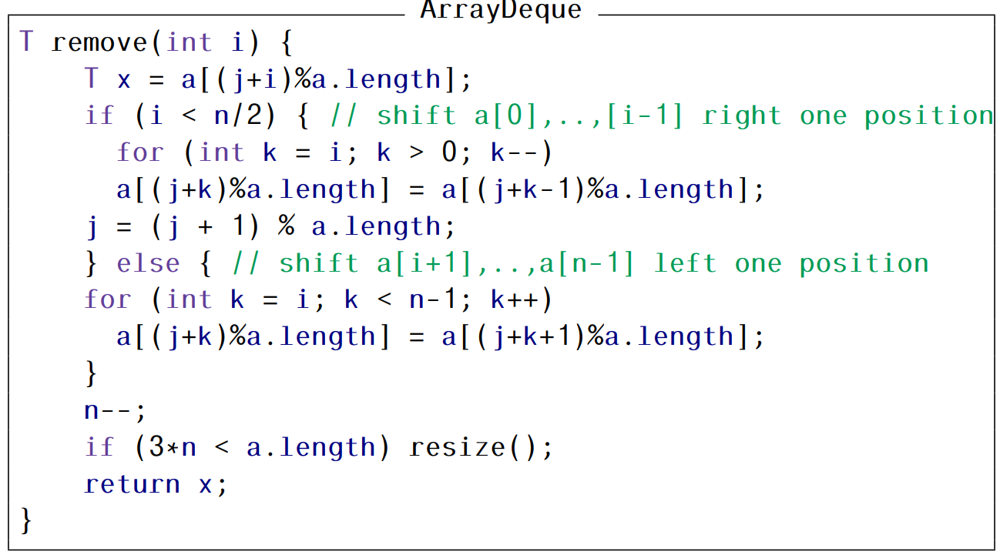 ArrayDeque
T remove(int i) {
    T x = a[(j+i)%a.length];
    if (i < n/2) { // shift a[0],..,[i-1] right one position
      for (int k = i; k > 0; k--)
      a[(j+k)%a.length] = a[(j+k-1)%a.length];
    j = (j + 1) % a.length;
    } else { // shift a[i+1],..,a[n-1] left one position
    for (int k = i; k < n-1; k++)
      a[(j+k)%a.length] = a[(j+k+1)%a.length];
    }
    n--;
    if (3*n < a.length) resize();
    return x;
}